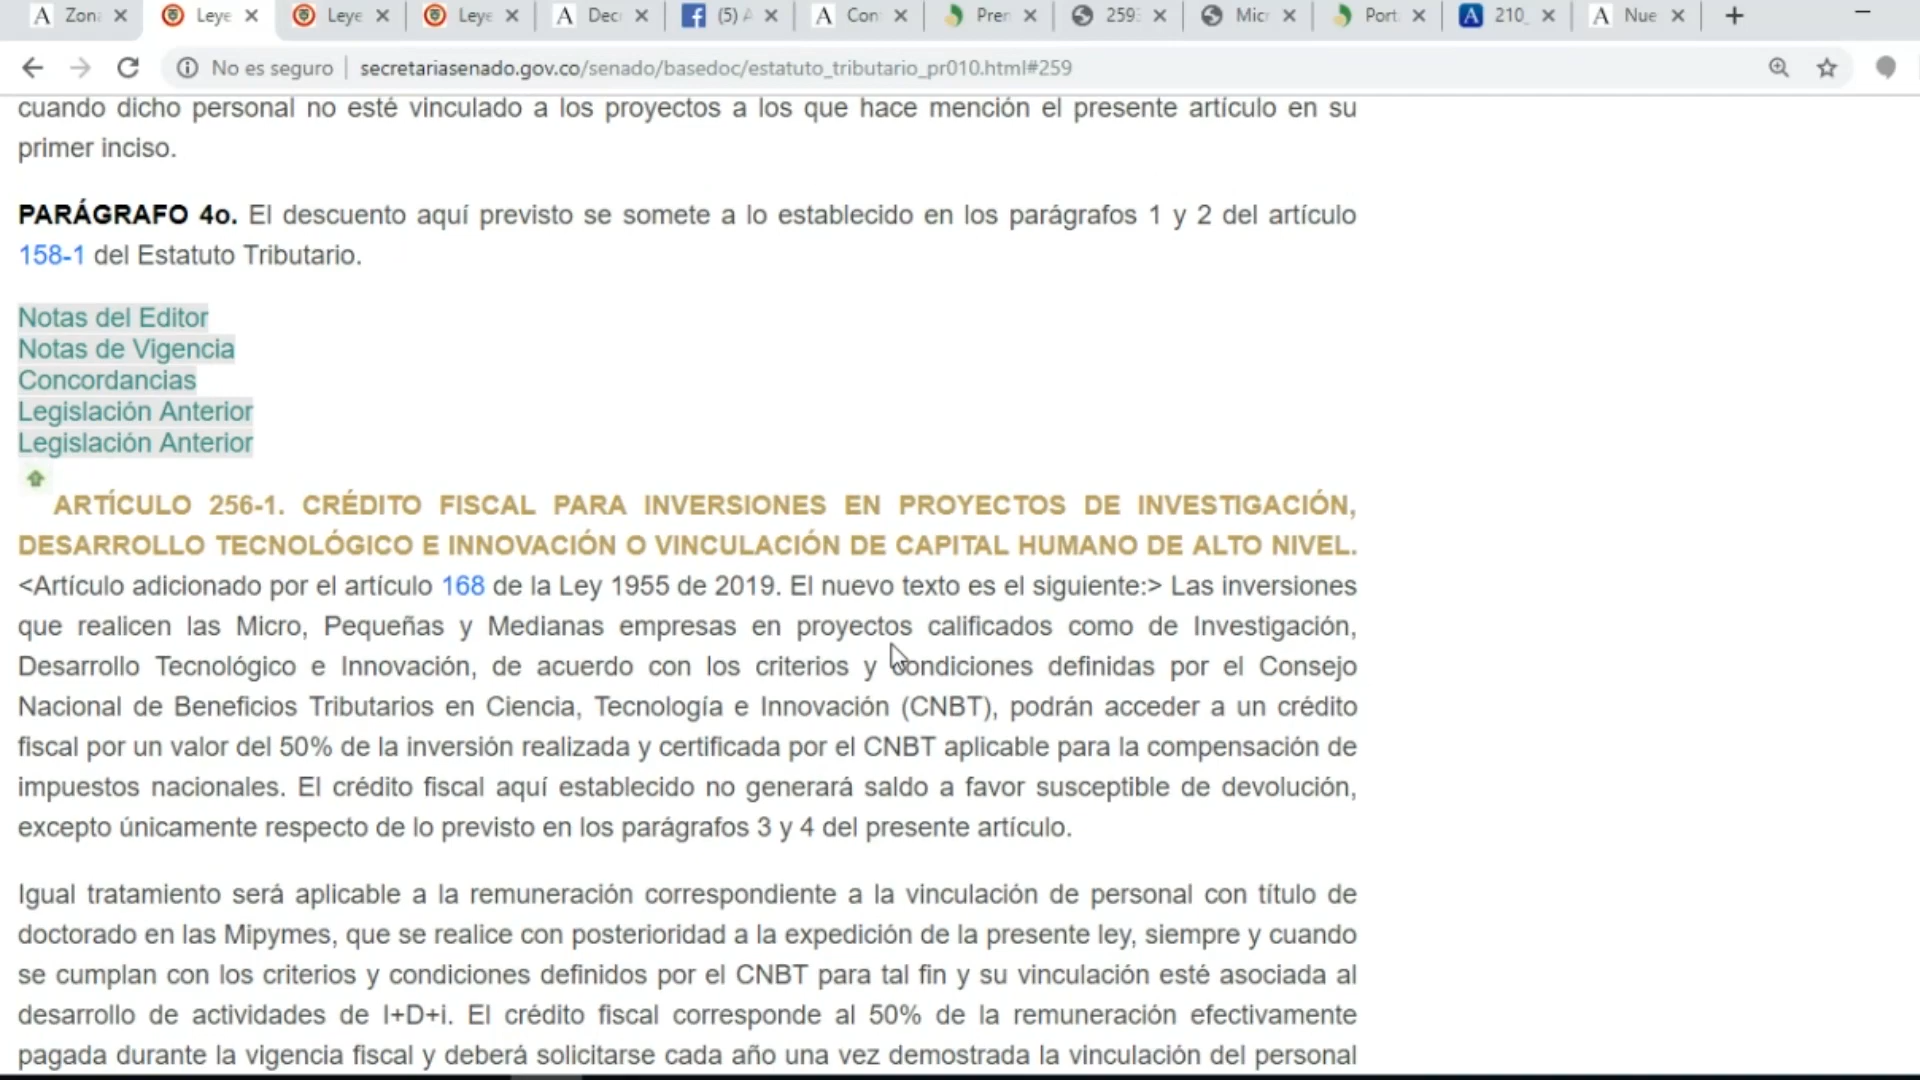 Zon
Leye
Leye
Leye
Dec
(5)
Con
Pren
259
Micr
Port
210_
Nue
No es seguro
secretariasenado.gov.co/senado/basedoc/estatuto_tributario_pr010.html#259
cuando dicho personal no esté vinculado a los proyectos a los que hace mención el presente artículo en su
primer inciso.
PARÁGRAFO 4o. El descuento aquí previsto se somete a lo establecido en los parágrafos 1 y 2 del artículo
158-1 del Estatuto Tributario.
Notas del Editor
Notas de Vigencia
Concordancias
Legislación Anterior
Legislación Anterior
ARTÍCULO 256-1. CRÉDITO FISCAL PARA INVERSIONES EN PROYECTOS DE INVESTIGACIÓN,
DESARROLLO TECNOLÓGICO E INNOVACIÓN O VINCULACIÓN DE CAPITAL HUMANO DE ALTO NIVEL.
<Artículo adicionado por el artículo 168 de la Ley 1955 de 2019. El nuevo texto es el siguiente:> Las inversiones
que realicen las Micro, Pequeñas y Medianas empresas en proyectos calificados como de Investigación,
Desarrollo Tecnológico e Innovación, de acuerdo con los criterios y condiciones definidas por el Consejo
Nacional de Beneficios Tributarios en Ciencia, Tecnología e Innovación (CNBT), podrán acceder a un crédito
fiscal por un valor del 50% de la inversión realizada y certificada por el CNBT aplicable para la compensación de
impuestos nacionales. El crédito fiscal aquí establecido no generará saldo a favor susceptible de devolución,
excepto únicamente respecto de lo previsto en los parágrafos 3 y 4 del presente artículo.
Igual tratamiento será aplicable a la remuneración correspondiente a la vinculación de personal con título de
doctorado en las Mipymes, que se realice con posterioridad a la expedición de la presente ley, siempre y cuando
se cumplan con los criterios y condiciones definidos por el CNBT para tal fin y su vinculación esté asociada al
desarrollo de actividades de I+D+i. El crédito fiscal corresponde al 50% de la remuneración efectivamente
pagada durante la vigencia fiscal y deberá solicitarse cada año una vez demostrada la vinculación del personal